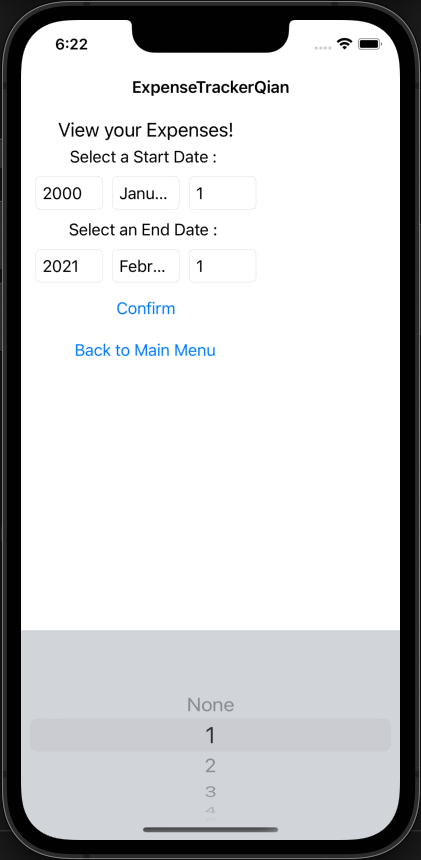 6:22
ExpenseTrackerQian
View your Expenses!
Select a Start Date :
2000 Janu... 1
Select an End Date :
2021 Febr... 1
Confirm
Back to Main Menu
None
1
2
3
4